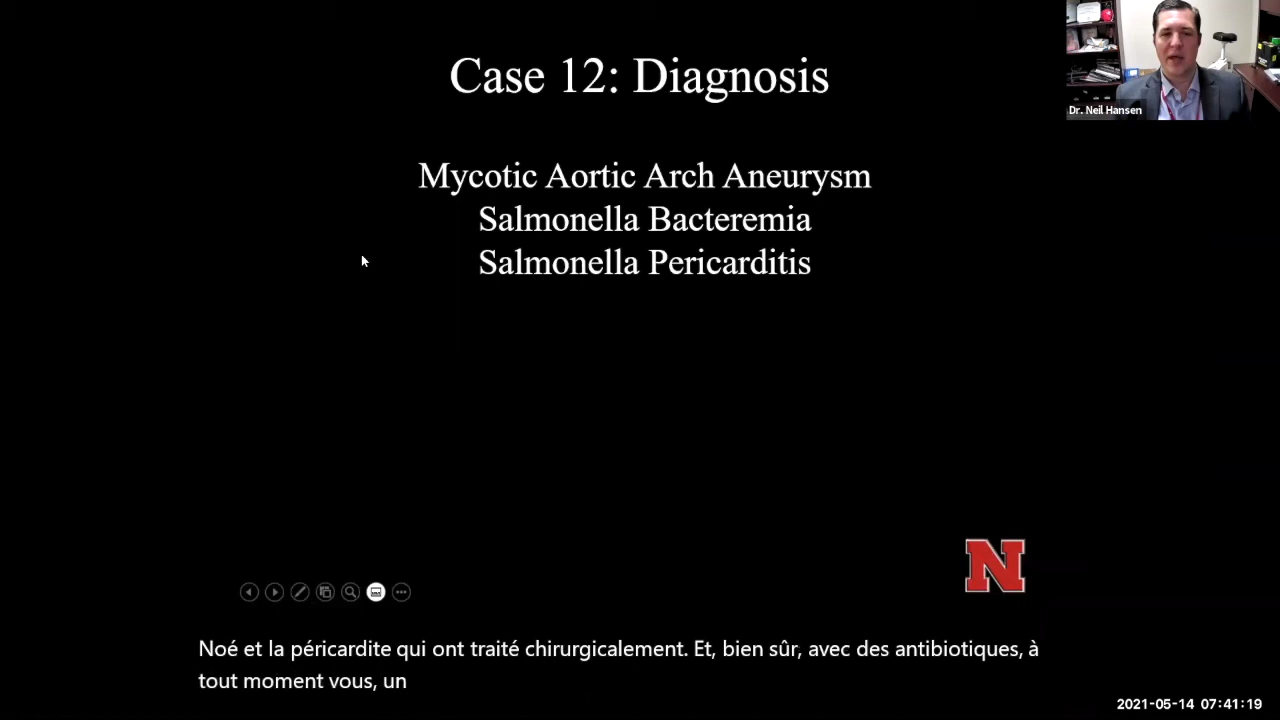 Case 12: Diagnosis
Dr. Neil Hansen
Mycotic Aortic Arch Aneurysm
Salmonella Bacteremia
Salmonella Pericarditis
N
Noé et la péricardite qui ont traité chirurgicalement. Et, bien sûr, avec des antibiotiques, à
tout moment vous, un
2021-05-14 07:41:19